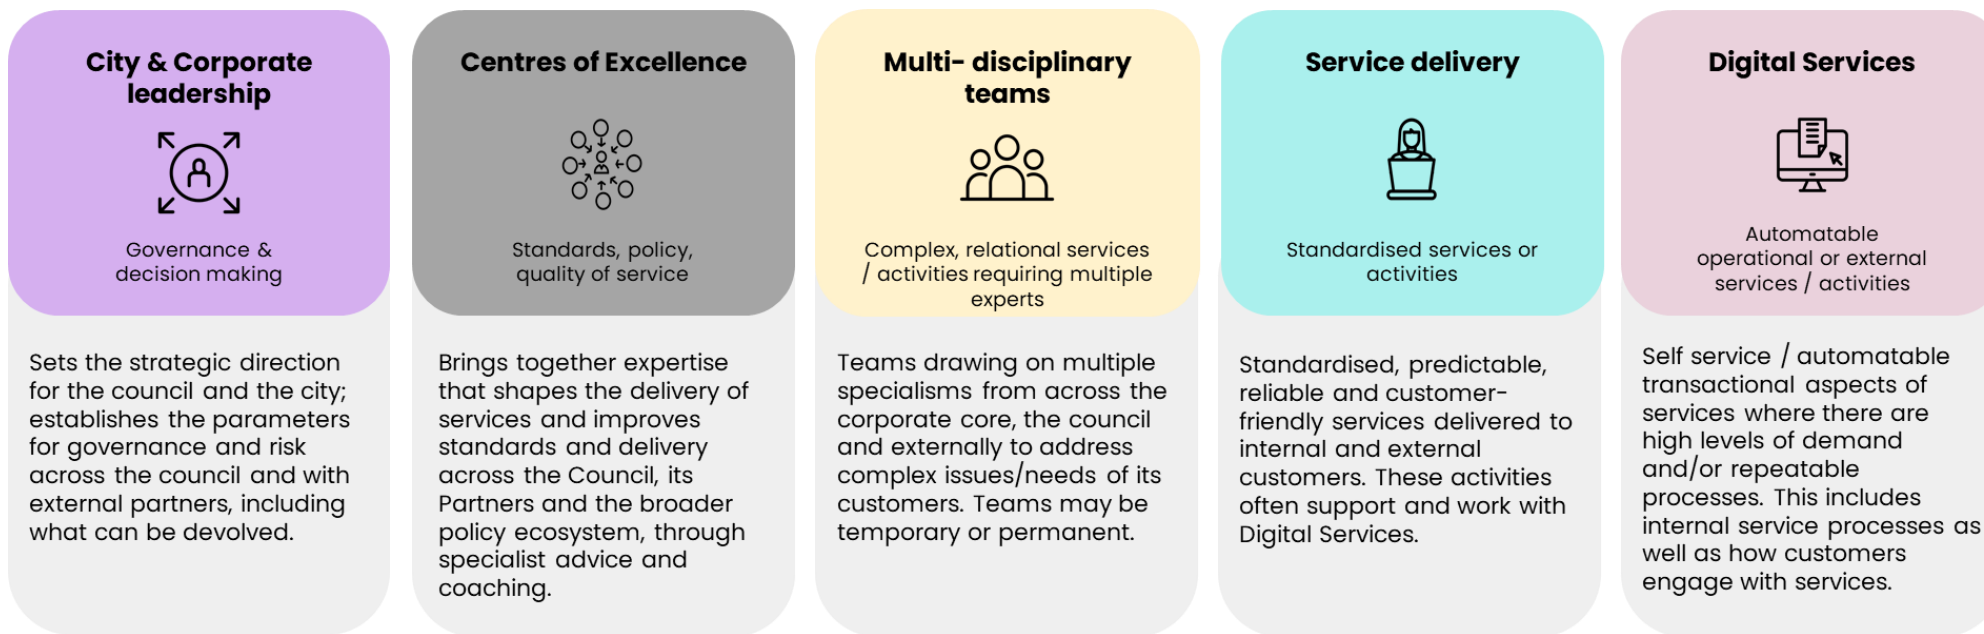 City & Corporate
leadership
Governance &
decision making
Sets the strategic direction
for the council and the city;
establishes the parameters
for governance and risk
across the council and with
external partners, including
what can be devolved.
Centres of Excellence
Standards, policy,
quality of service
Brings together expertise
that shapes the delivery of
services and improves
standards and delivery
across the Council, its
Partners and the broader
policy ecosystem, through
specialist advice and
coaching.
Multi- disciplinary
teams
Complex, relational services
/ activities requiring multiple
experts
Teams drawing on multiple
specialisms from across the
corporate core, the council
and externally to address
complex issues/needs of its
customers. Teams may be
temporary or permanent.
Service delivery
Standardised services or
activities
Standardised, predictable,
reliable and customer-
friendly services delivered to
internal and external
customers. These activities
often support and work with
Digital Services.
Digital Services
Automatable
operational or external
services / activities
Self service / automatable
transactional aspects of
services where there are
high levels of demand
and/or repeatable
processes. This includes
internal service processes as
well as how customers
engage with services.